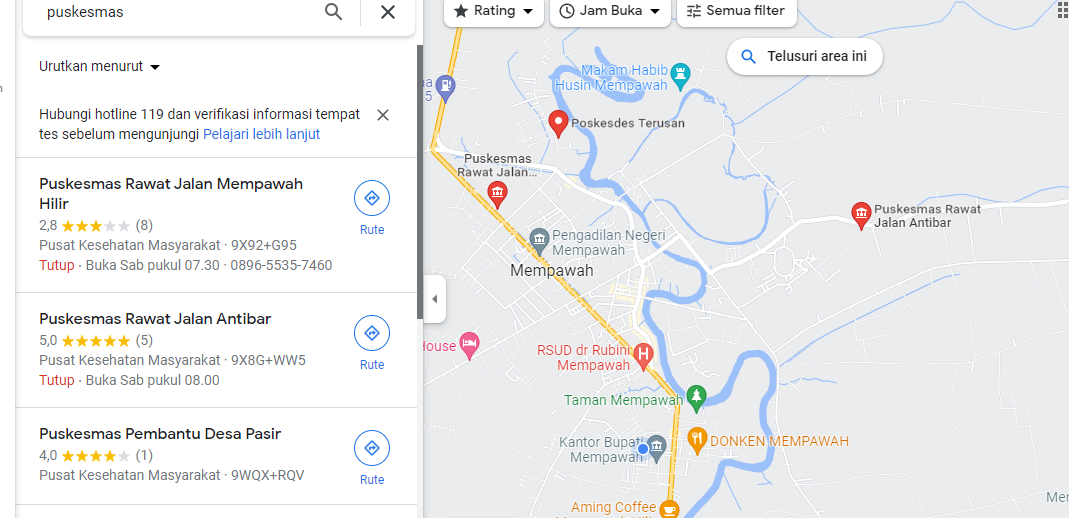 puskesmas
Rating
Jam Buka
Semua filter
Telusuri area ini
Urutkan menurut
Hubungi hotline 119 dan verifikasi informasi tempat
tes sebelum mengunjungi Pelajari lebih lanjut
Puskesmas Rawat Jalan Mempawah
Hilir
2,8 (8)
Pusat Kesehatan Masyarakat · 9X92+G95
Tutup · Buka Sab pukul 07.30 · 0896-5535-7460
Rute
Puskesmas Rawat Jalan Antibar
5,0 (5)
Pusat Kesehatan Masyarakat · 9X8G+WW5
Tutup · Buka Sab pukul 08.00
Rute
Puskesmas Pembantu Desa Pasir
4,0 (1)
Pusat Kesehatan Masyarakat · 9WQX+RQV
Rute
Makam Habib
Husin Mempawah
5
Poskesdes Terusan
Puskesmas
Rawat Jalan...
Puskesmas Rawat
Jalan Antibar
Pengadilan Negeri
Mempawah
Mempawah
House
RSUD dr Rubini
Mempawah
Taman Mempawah
Kantor Bupati
Mempawah
DONKEN MEMPAWAH
Aming Coffee